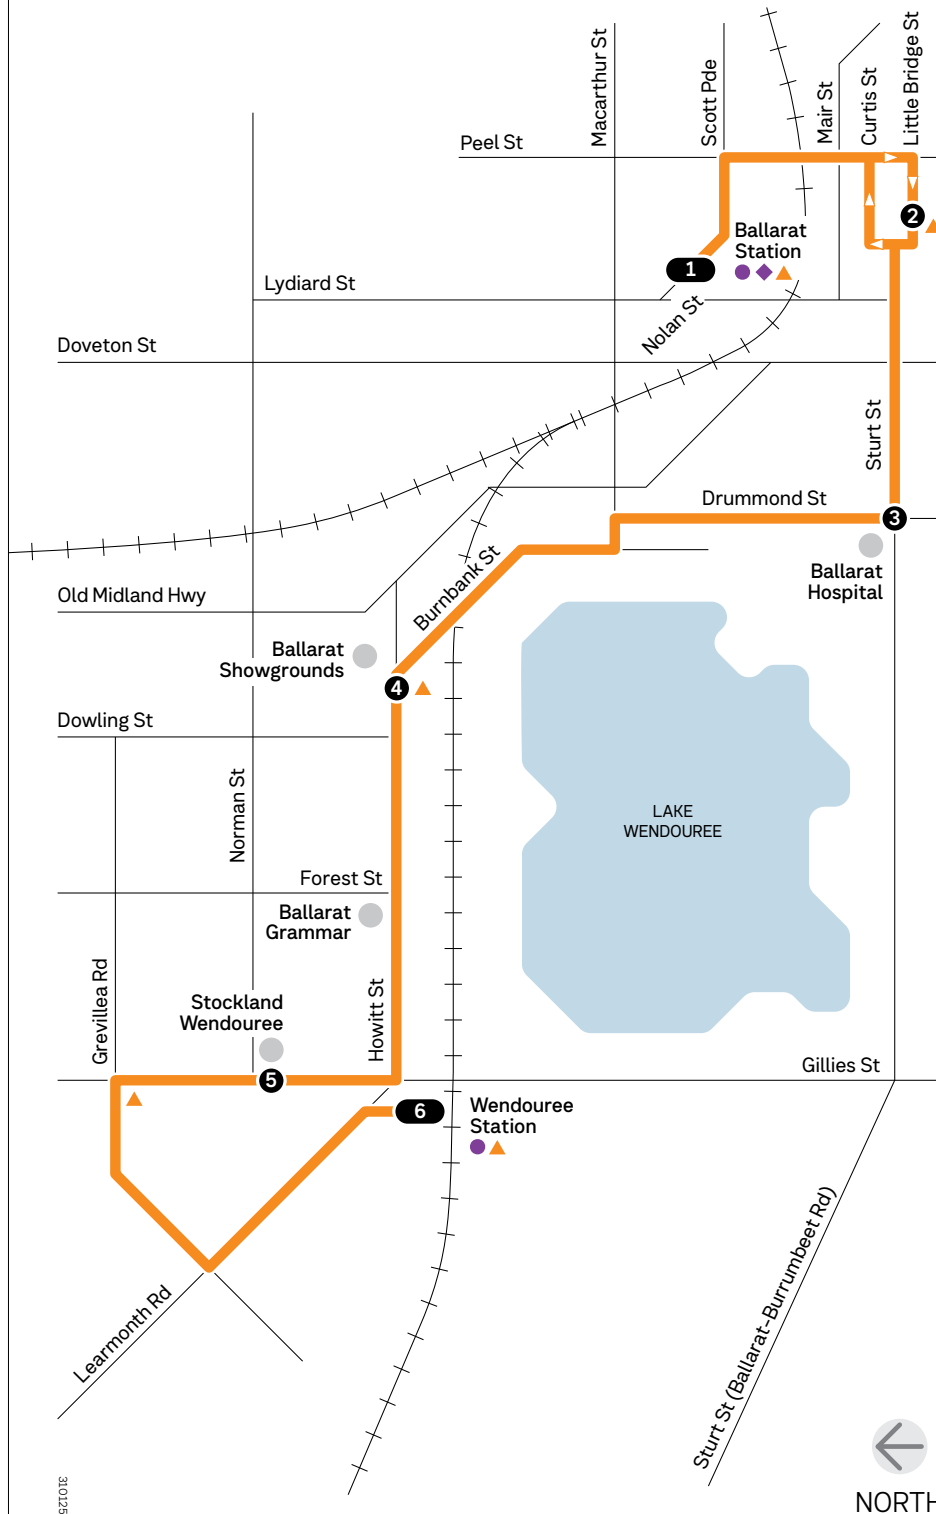 Macarthur St
Scott Pde
Mair St
Curtis St
Little Bridge St
Peel St
2
Ballarat
Station
1
Lydiard St
Nolan St
Doveton St
Sturt St
Drummond St
3
Ballarat
Hospital
Burnbank St
Old Midland Hwy
Ballarat
Showgrounds
4
Dowling St
Norman St
LAKE
WENDOUREE
Forest St
Ballarat
Grammar
Grevillea Rd
Howitt St
Stockland
Wendouree
5
Gillies St
6
Wendouree
Station
Learmonth Rd
Sturt St (Ballarat-Burrumbeet Rd)
310125
NORTH